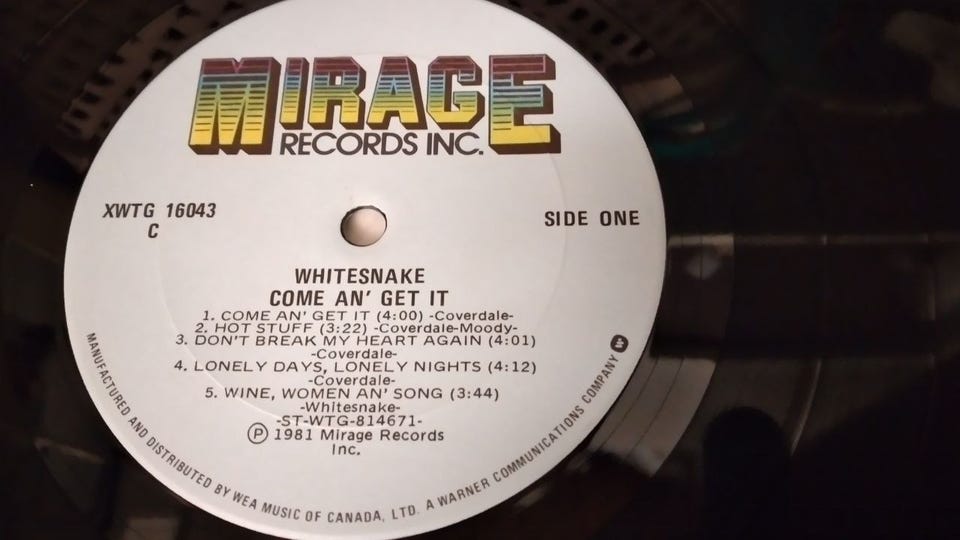 MIRAGE
RECORDS INC.
XWTG 16043
C
SIDE ONE
WHITESNAKE
COME AN' GET IT
1. COME AN' GET IT (4:00) -Coverdale-
2. HOT STUFF (3:22) -Coverdale-Moody-
3. DON'T BREAK MY HEART AGAIN (4:01)
-Coverdale-
4. LONELY DAYS, LONELY NIGHTS (4:12)
-Coverdale-
5. WINE, WOMEN AN' SONG (3:44)
-Whitesnake-
-ST-WTG-814671-
Ⓟ 1981 Mirage Records
Inc.
MANUFACTURED AND DISTRIBUTED BY WEA MUSIC OF CANADA, LTD. A WARNER COMMUNICATIONS COMPANY